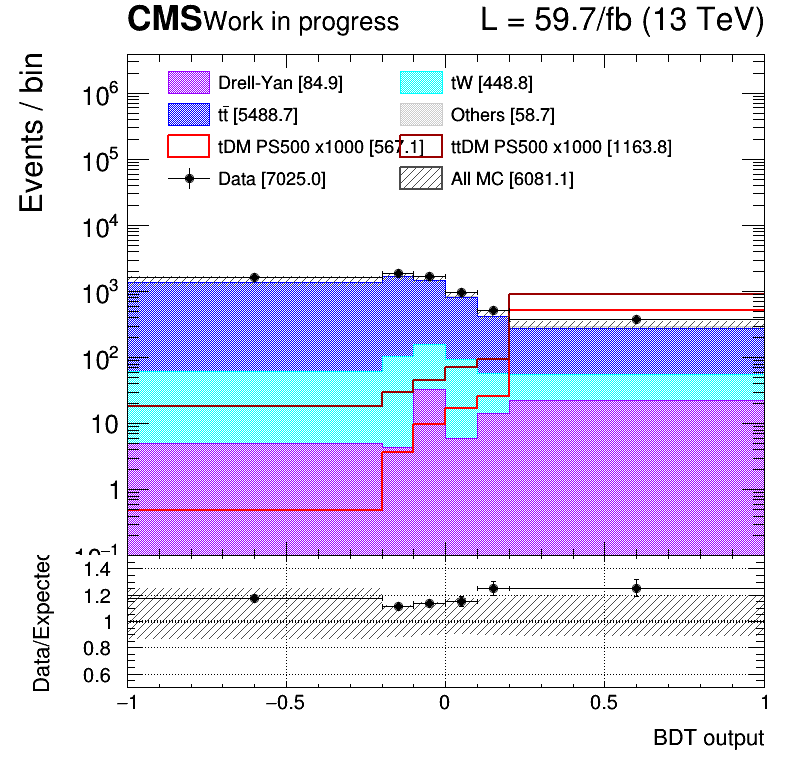 CMS Work in progress L = 59.7/fb (13 TeV)
Events / bin
Drell-Yan [84.9] tW [448.8]
tt̄ [5488.7] Others [58.7]
tDM PS500 x1000 [567.1] ttDM PS500 x1000 [1163.8]
Data [7025.0] All MC [6081.1]
10⁶
10⁵
10⁴
10³
10²
10
1
10⁻¹
Data/Expected
1.4
1.2
1
0.8
0.6
−1 −0.5 0 0.5 1
BDT output